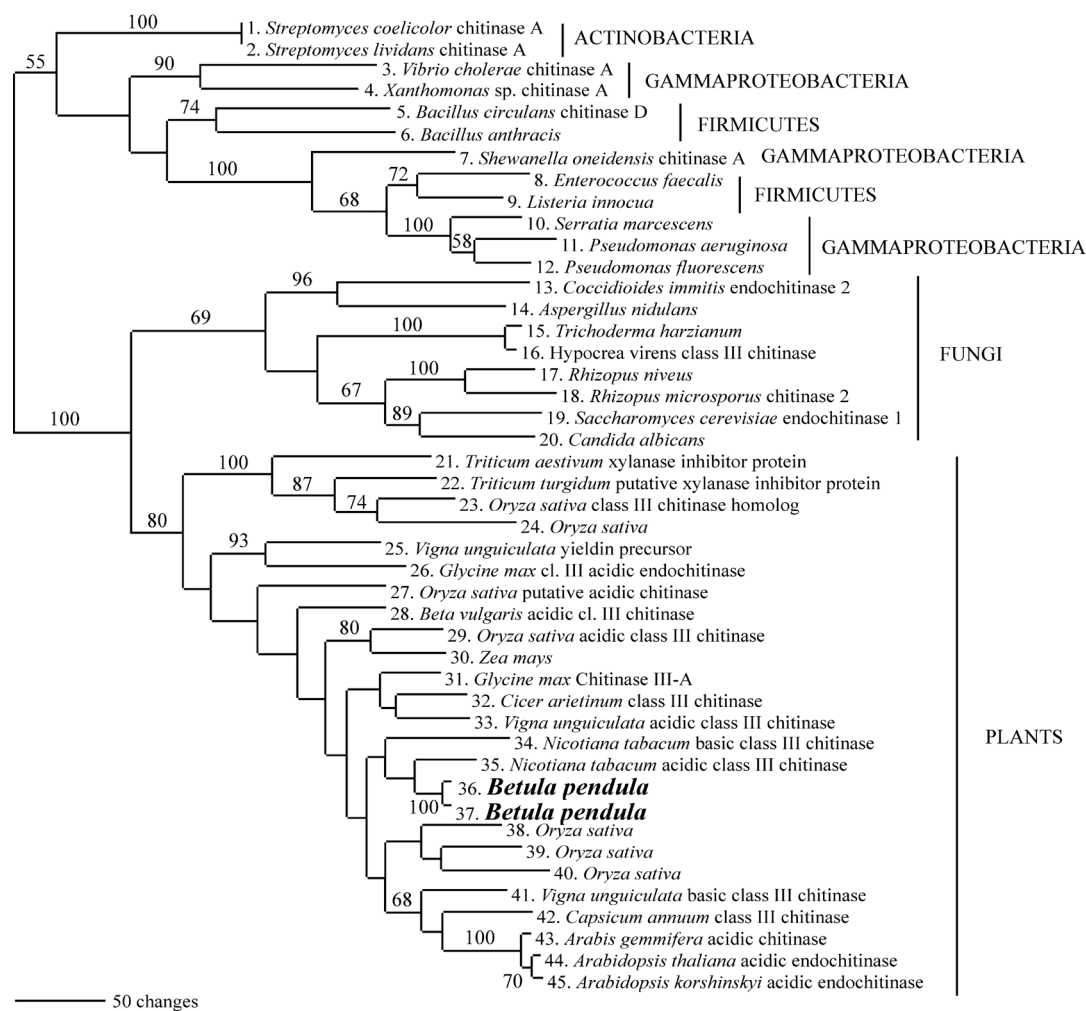 100
1. Streptomyces coelicolor chitinase A
2. Streptomyces lividans chitinase A
ACTINOBACTERIA
55
90
3. Vibrio cholerae chitinase A
4. Xanthomonas sp. chitinase A
GAMMAPROTEOBACTERIA
74
5. Bacillus circulans chitinase D
6. Bacillus anthracis
FIRMICUTES
100
7. Shewanella oneidensis chitinase A
GAMMAPROTEOBACTERIA
72
8. Enterococcus faecalis
9. Listeria innocua
FIRMICUTES
68
100
10. Serratia marcescens
58
11. Pseudomonas aeruginosa
12. Pseudomonas fluorescens
GAMMAPROTEOBACTERIA
96
13. Coccidioides immitis endochitinase 2
14. Aspergillus nidulans
69
100
15. Trichoderma harzianum
16. Hypocrea virens class III chitinase
FUNGI
100
17. Rhizopus niveus
18. Rhizopus microsporus chitinase 2
67
89
19. Saccharomyces cerevisiae endochitinase 1
20. Candida albicans
100
100
21. Triticum aestivum xylanase inhibitor protein
87
22. Triticum turgidum putative xylanase inhibitor protein
74
23. Oryza sativa class III chitinase homolog
24. Oryza sativa
80
93
25. Vigna unguiculata yieldin precursor
26. Glycine max cl. III acidic endochitinase
27. Oryza sativa putative acidic chitinase
28. Beta vulgaris acidic cl. III chitinase
80
29. Oryza sativa acidic class III chitinase
30. Zea mays
31. Glycine max Chitinase III-A
32. Cicer arietinum class III chitinase
33. Vigna unguiculata acidic class III chitinase
PLANTS
34. Nicotiana tabacum basic class III chitinase
35. Nicotiana tabacum acidic class III chitinase
36. Betula pendula
100
37. Betula pendula
38. Oryza sativa
39. Oryza sativa
40. Oryza sativa
68
41. Vigna unguiculata basic class III chitinase
42. Capsicum annuum class III chitinase
100
43. Arabis gemmifera acidic chitinase
44. Arabidopsis thaliana acidic endochitinase
70
45. Arabidopsis korshinskyi acidic endochitinase
50 changes